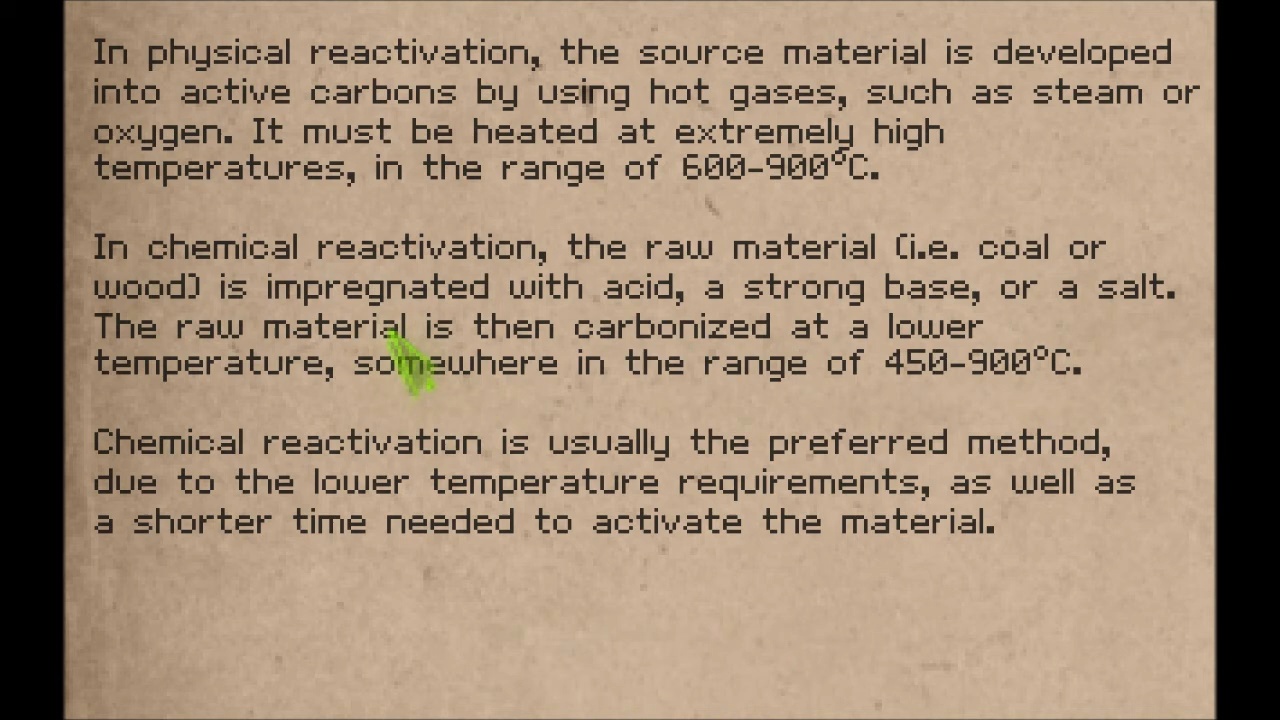 In physical reactivation, the source material is developed
into active carbons by using hot gases, such as steam or
oxygen. It must be heated at extremely high
temperatures, in the range of 600-900°C.
In chemical reactivation, the raw material (i.e. coal or
wood) is impregnated with acid, a strong base, or a salt.
The raw material is then carbonized at a lower
temperature, somewhere in the range of 450-900°C.
Chemical reactivation is usually the preferred method,
due to the lower temperature requirements, as well as
a shorter time needed to activate the material.